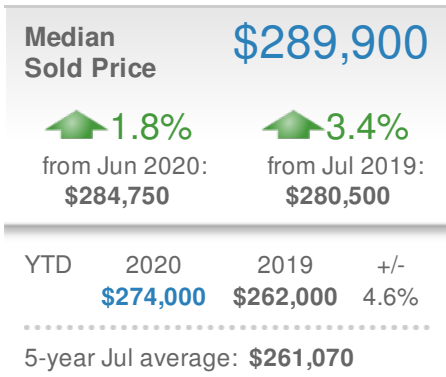 Median $289,900
Sold Price
1.8% 3.4%
from Jun 2020: from Jul 2019:
$284,750 $280,500
YTD 2020 2019 +/-
$274,000 $262,000 4.6%
5-year Jul average: $261,070